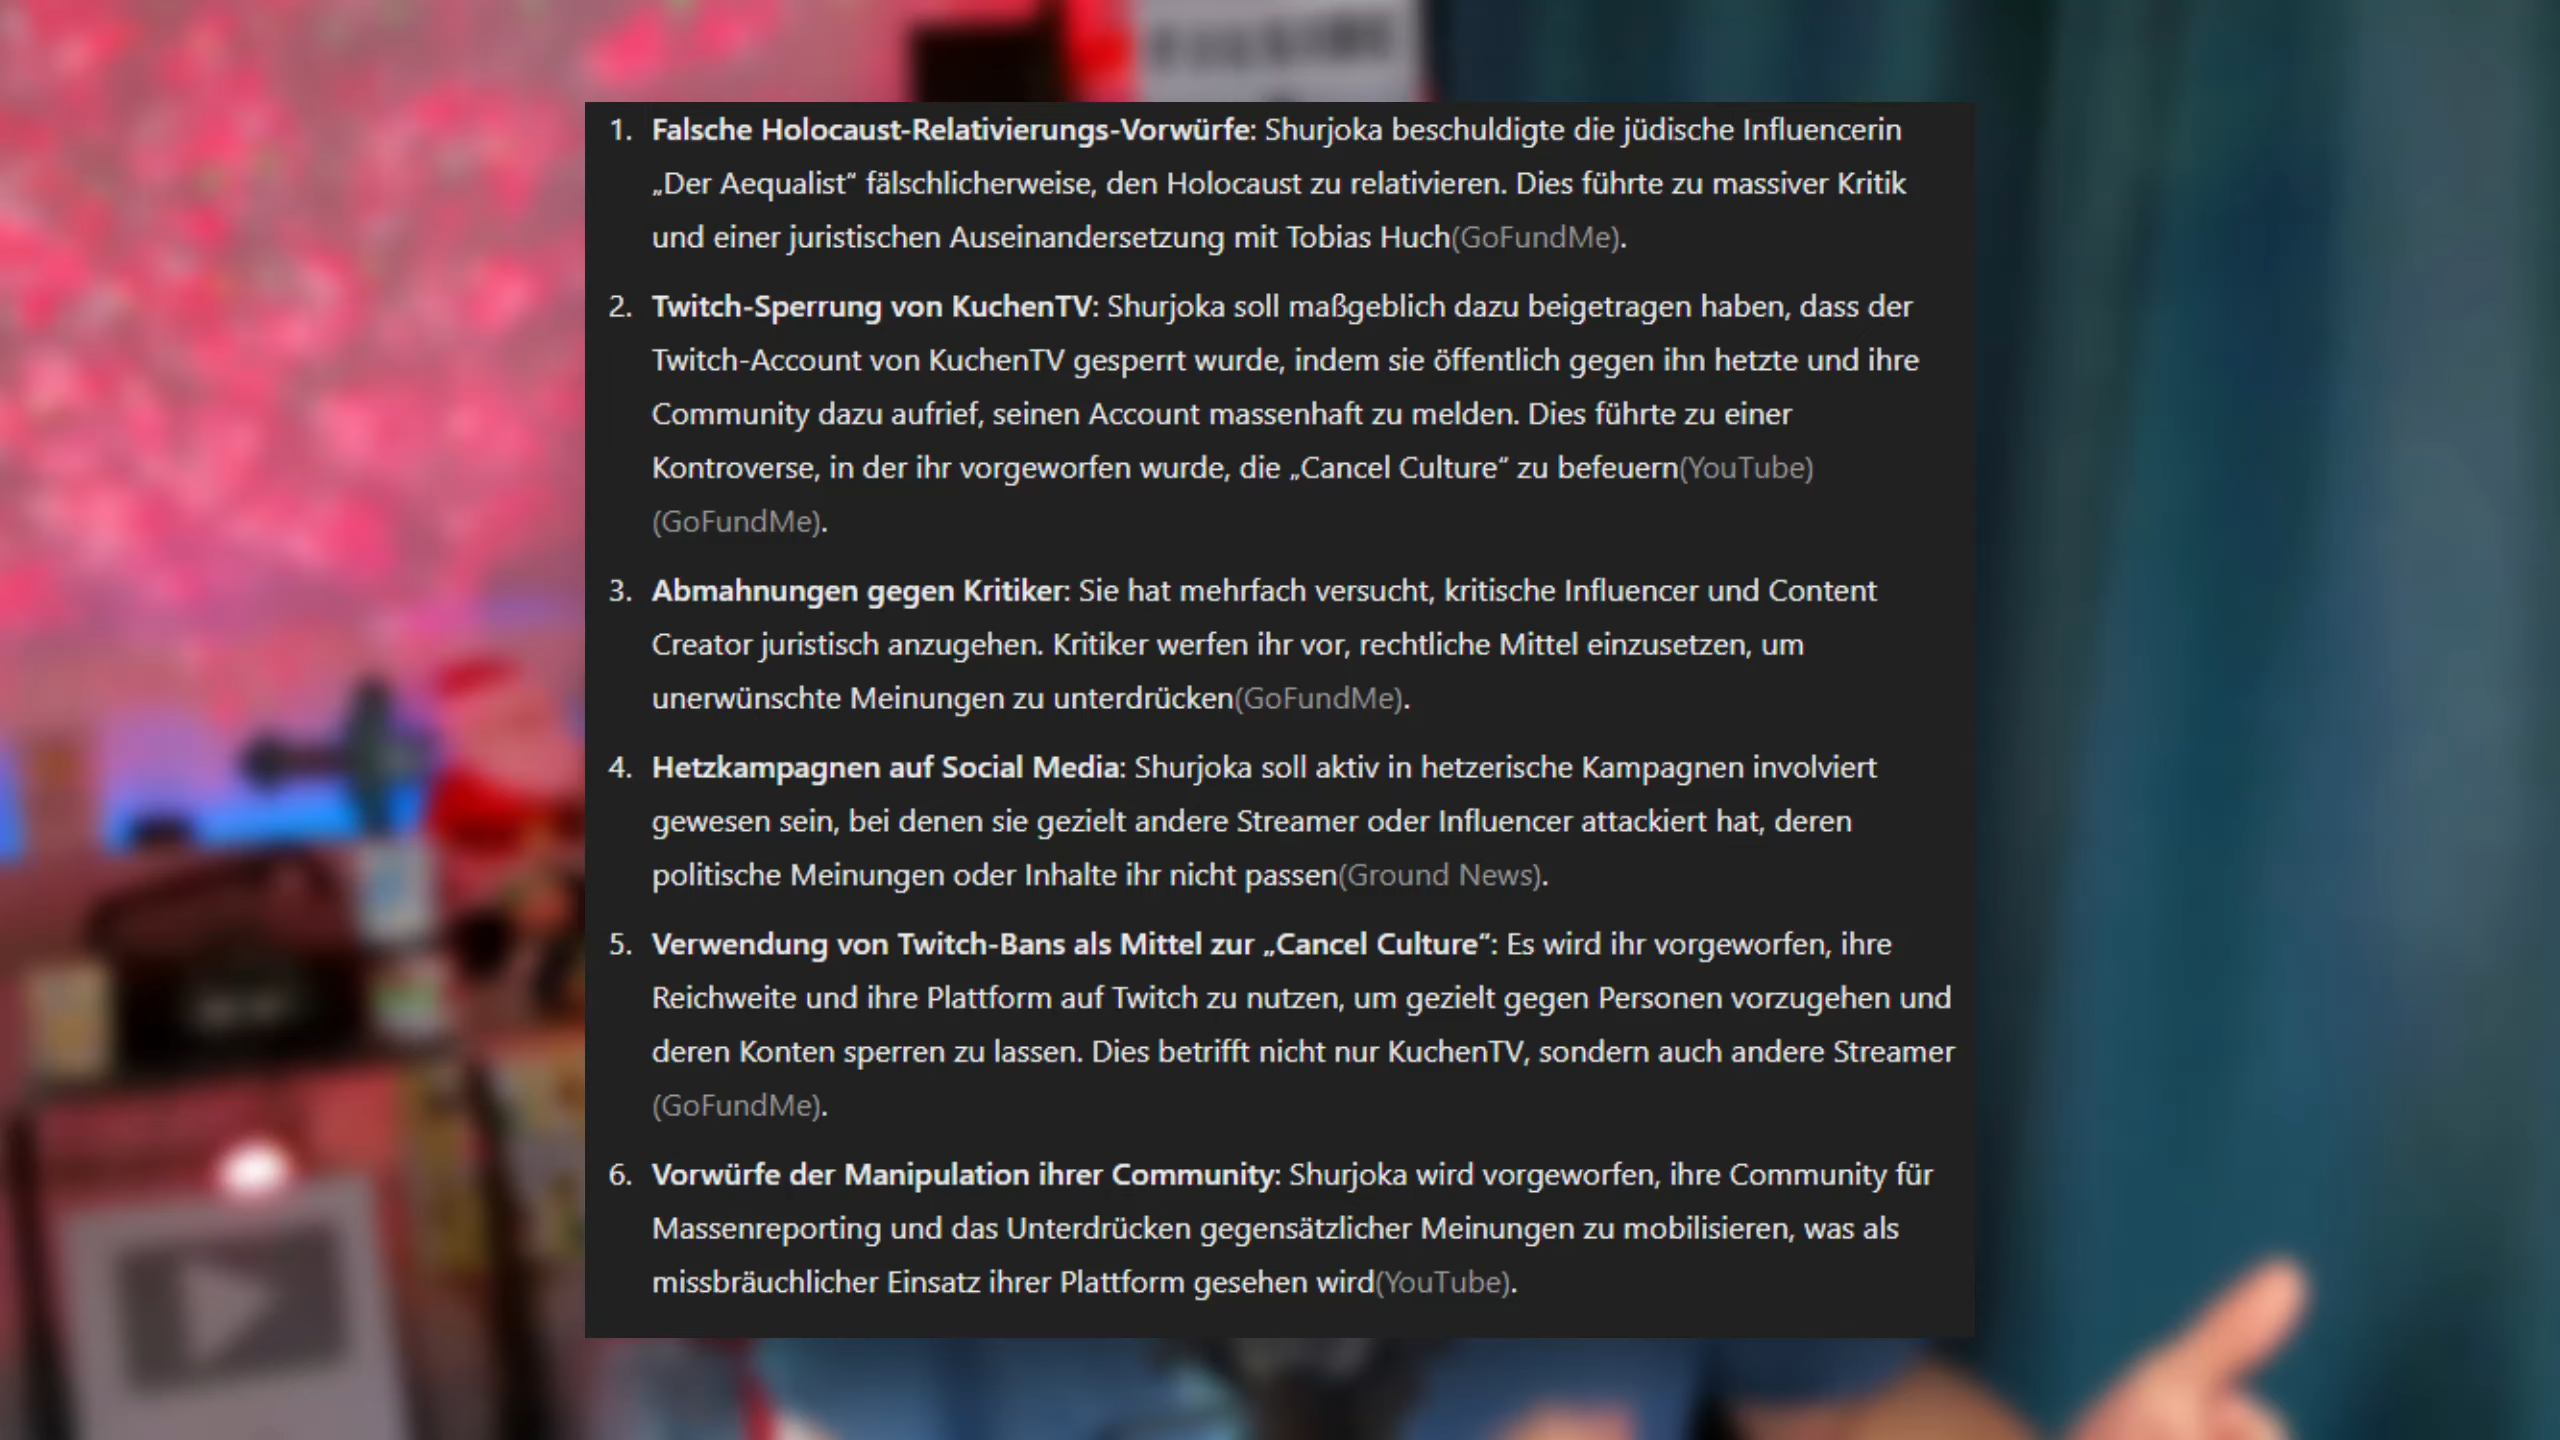 1. Falsche Holocaust-Relativierungs-Vorwürfe: Shurjoka beschuldigte die jüdische Influencerin
„Der Aequalist“ fälschlicherweise, den Holocaust zu relativieren. Dies führte zu massiver Kritik
und einer juristischen Auseinandersetzung mit Tobias Huch(GoFundMe).
2. Twitch-Sperrung von KuchenTV: Shurjoka soll maßgeblich dazu beigetragen haben, dass der
Twitch-Account von KuchenTV gesperrt wurde, indem sie öffentlich gegen ihn hetzte und ihre
Community dazu aufrief, seinen Account massenhaft zu melden. Dies führte zu einer
Kontroverse, in der ihr vorgeworfen wurde, die „Cancel Culture“ zu befeuern(YouTube)
(GoFundMe).
3. Abmahnungen gegen Kritiker: Sie hat mehrfach versucht, kritische Influencer und Content
Creator juristisch anzugehen. Kritiker werfen ihr vor, rechtliche Mittel einzusetzen, um
unerwünschte Meinungen zu unterdrücken(GoFundMe).
4. Hetzkampagnen auf Social Media: Shurjoka soll aktiv in hetzerische Kampagnen involviert
gewesen sein, bei denen sie gezielt andere Streamer oder Influencer attackiert hat, deren
politische Meinungen oder Inhalte ihr nicht passen(Ground News).
5. Verwendung von Twitch-Bans als Mittel zur „Cancel Culture“: Es wird ihr vorgeworfen, ihre
Reichweite und ihre Plattform auf Twitch zu nutzen, um gezielt gegen Personen vorzugehen und
deren Konten sperren zu lassen. Dies betrifft nicht nur KuchenTV, sondern auch andere Streamer
(GoFundMe).
6. Vorwürfe der Manipulation ihrer Community: Shurjoka wird vorgeworfen, ihre Community für
Massenreporting und das Unterdrücken gegensätzlicher Meinungen zu mobilisieren, was als
missbräuchlicher Einsatz ihrer Plattform gesehen wird(YouTube).